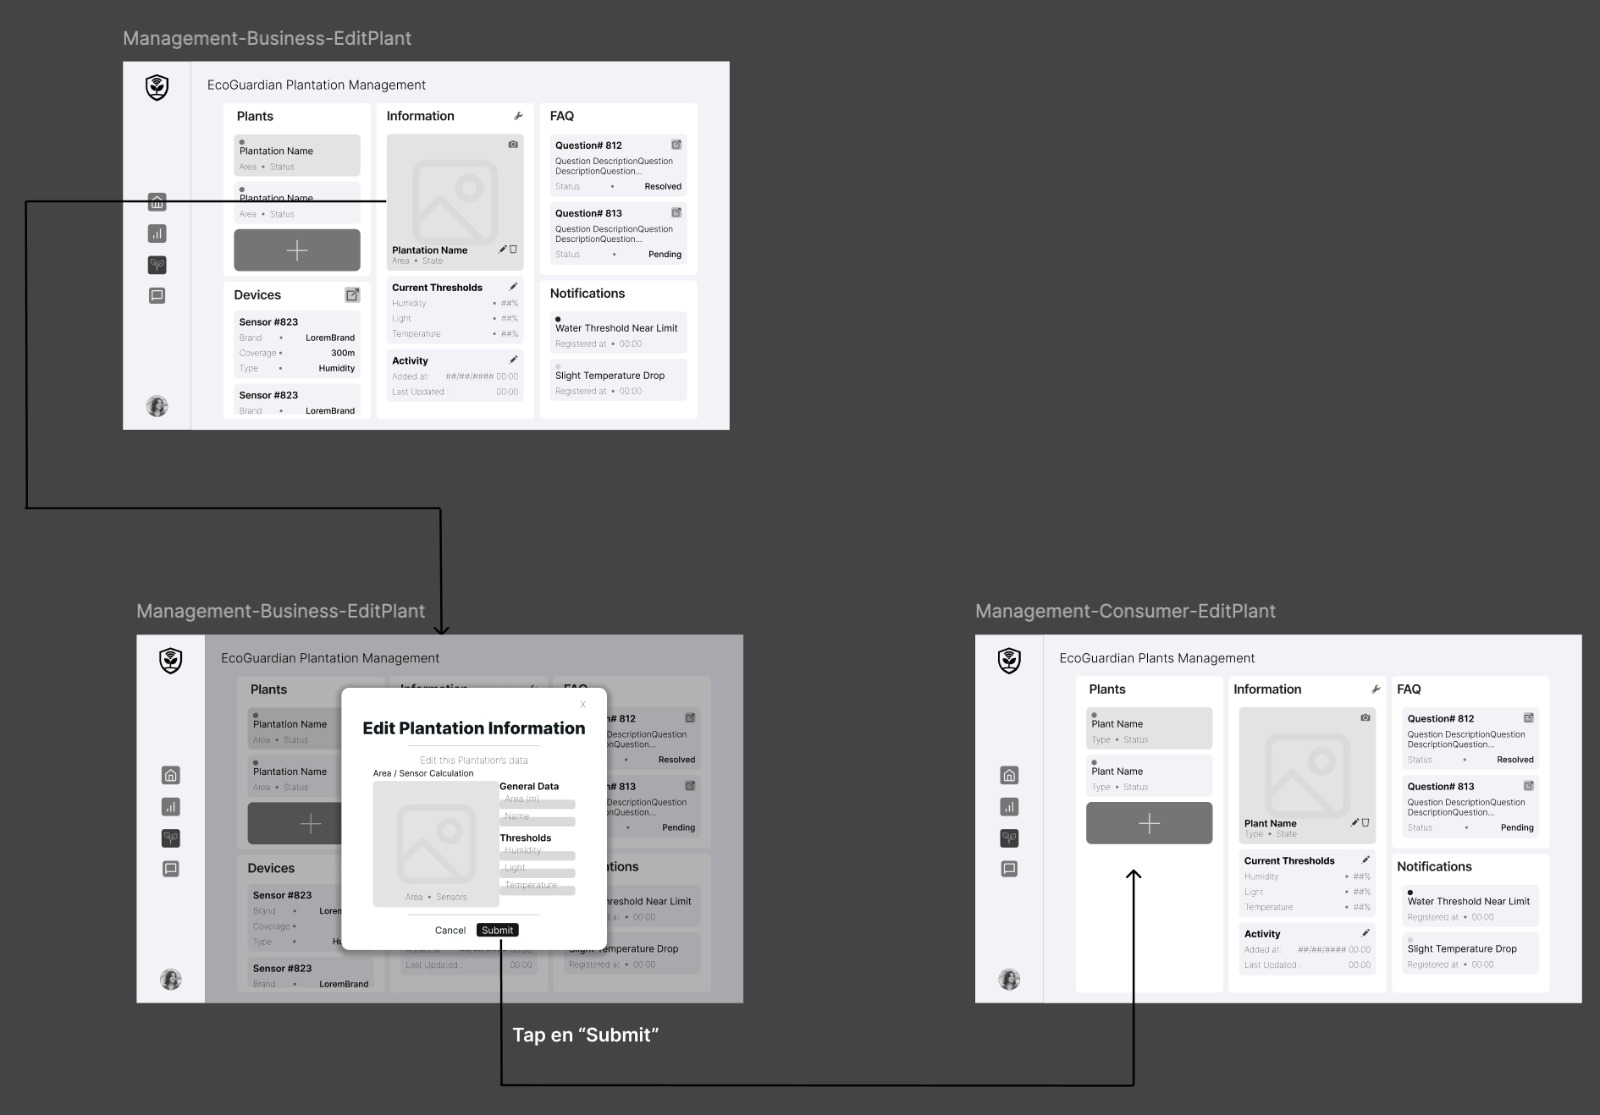 Management-Business-EditPlant
EcoGuardian Plantation Management
Plants
Plantation Name
Area • Status
Plantation Name
Area • Status
Devices
Sensor #823
Brand • LoremBrand
Coverage • 300m
Type • Humidity
Sensor #823
Brand • LoremBrand
Information
Plantation Name
Area • State
Current Thresholds
Humidity • ##%
Light • ##%
Temperature • ##%
Activity
Added at: ##/##/#### 00:00
Last Updated : 00:00
FAQ
Question# 812
Question DescriptionQuestion
DescriptionQuestion...
Status • Resolved
Question# 813
Question DescriptionQuestion
DescriptionQuestion...
Status • Pending
Notifications
Water Threshold Near Limit
Registered at • 00:00
Slight Temperature Drop
Registered at • 00:00
Management-Business-EditPlant
EcoGuardian Plantation Management
Plants
Plantation Name
Area • Status
Plantation Name
Area • Status
Devices
Sensor #823
Brand • Lorem
Coverage •
Type • Hu
Sensor #823
Brand • LoremBrand
Information
FAQ
X
Edit Plantation Information
Edit this Plantation's data
Area / Sensor Calculation
Area • Sensors
General Data
Area (m)
Name
Thresholds
Humidity
Light
Temperature
Cancel
Submit
Last Updated : 00:00
# 812
DescriptionQuestion
Question...
• Resolved
# 813
DescriptionQuestion
Question...
• Pending
tions
reshold Near Limit
• 00:00
Slight Temperature Drop
Registered at • 00:00
Tap en “Submit”
Management-Consumer-EditPlant
EcoGuardian Plants Management
Plants
Plant Name
Type • Status
Plant Name
Type • Status
Information
Plant Name
Type • State
Current Thresholds
Humidity • ##%
Light • ##%
Temperature • ##%
Activity
Added at: ##/##/#### 00:00
Last Updated : 00:00
FAQ
Question# 812
Question DescriptionQuestion
DescriptionQuestion...
Status • Resolved
Question# 813
Question DescriptionQuestion
DescriptionQuestion...
Status • Pending
Notifications
Water Threshold Near Limit
Registered at • 00:00
Slight Temperature Drop
Registered at • 00:00